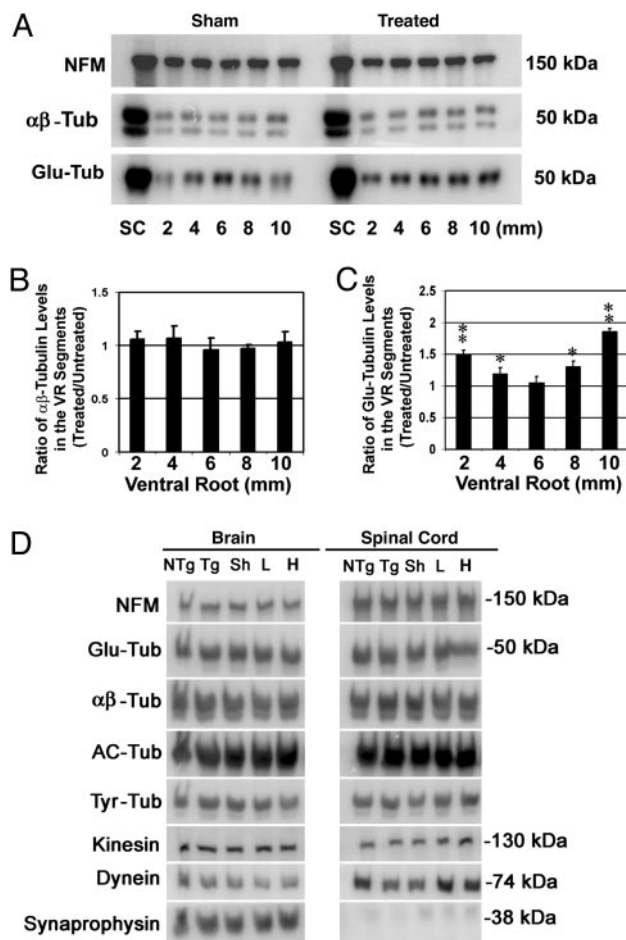 A
Sham Treated
NFM 150 kDa
αβ-Tub 50 kDa
Glu-Tub 50 kDa
SC 2 4 6 8 10 SC 2 4 6 8 10 (mm)
B
Ratio of αβ-Tubulin Levels
in the VR Segments
(Treated/Untreated)
1.5
1
0.5
0
2 4 6 8 10
Ventral Root (mm)
C
Ratio of Glu-Tubulin Levels
in the VR Segments
(Treated/Untreated)
2.5
2
1.5
1
0.5
0
** * * **
2 4 6 8 10
Ventral Root (mm)
D
Brain Spinal Cord
NTg Tg Sh L H NTg Tg Sh L H
NFM -150 kDa
Glu-Tub -50 kDa
αβ-Tub
AC-Tub
Tyr-Tub
Kinesin -130 kDa
Dynein -74 kDa
Synaprophysin -38 kDa